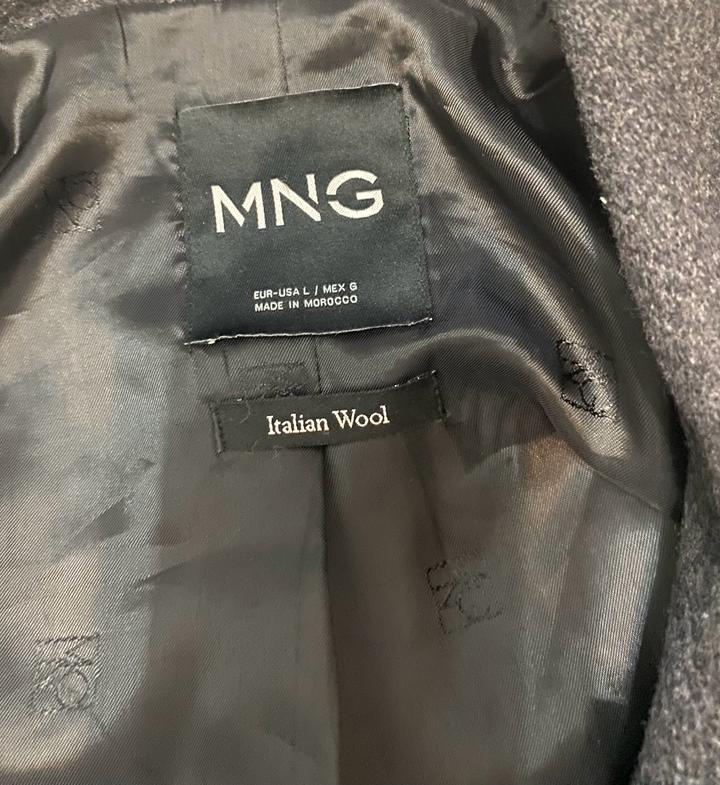 MNG
EUR-USA L / MEX G
MADE IN MOROCCO
Italian Wool